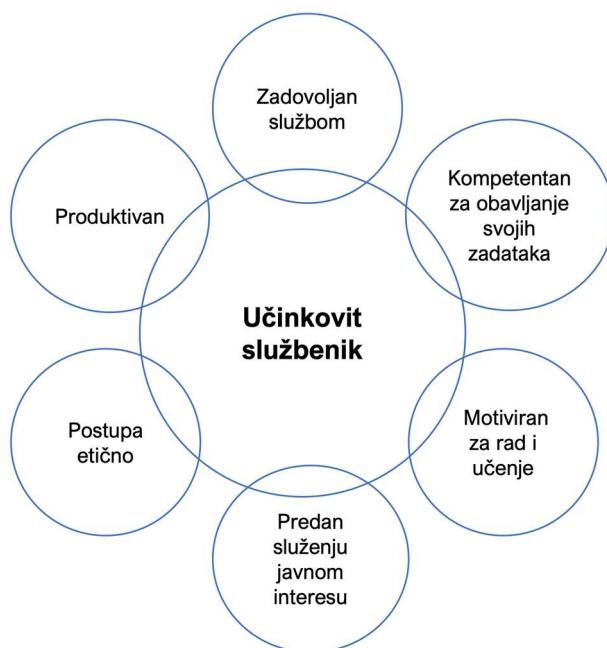 Zadovoljan
službom
Kompetentan
za obavljanje
svojih
zadataka
Produktivan
Učinkovit
službenik
Motiviran
za rad i
učenje
Postupa
etično
Predan
služenju
javnom
interesu